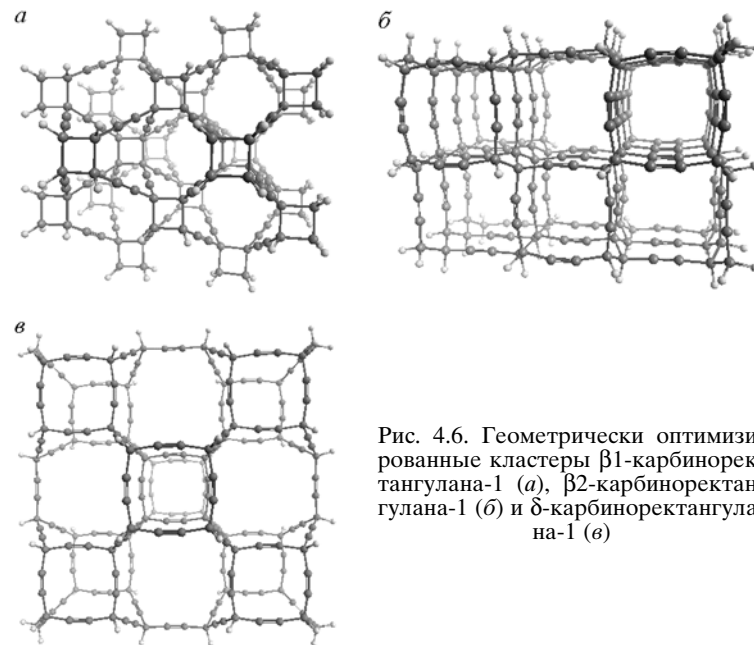 а
б
в
Рис. 4.6. Геометрически оптимизи-
рованные кластеры β1-карбинорек-
тангулана-1 (а), β2-карбиноректан-
гулана-1 (б) и δ-карбиноректангула-
на-1 (в)